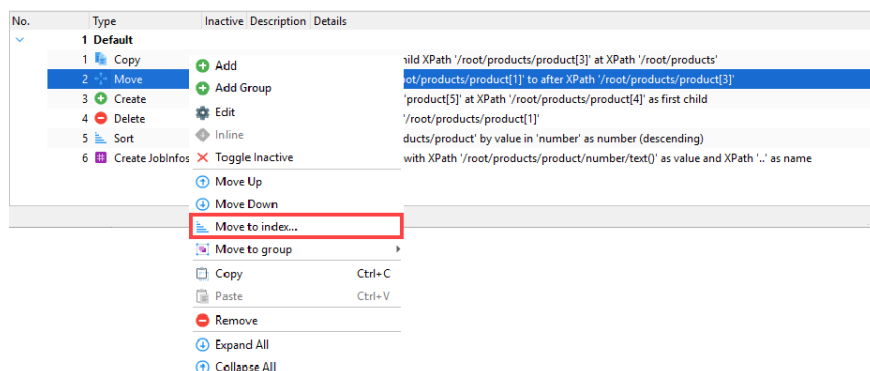 No. Type Inactive Description Details
1 Default
1 Copy hild XPath '/root/products/product[3]' at XPath '/root/products'
Add
2 Move oot/products/product[1]' to after XPath '/root/products/product[3]'
Add Group
3 Create 'product[5]' at XPath '/root/products/product[4]' as first child
Edit
4 Delete '/root/products/product[1]'
Inline
5 Sort ducts/product' by value in 'number' as number (descending)
6 Create JobInfos with XPath '/root/products/product/number/text()' as value and XPath '..' as name
Toggle Inactive
Move Up
Move Down
Move to index...
Move to group
Copy Ctrl+C
Paste Ctrl+V
Remove
Expand All
Collapse All